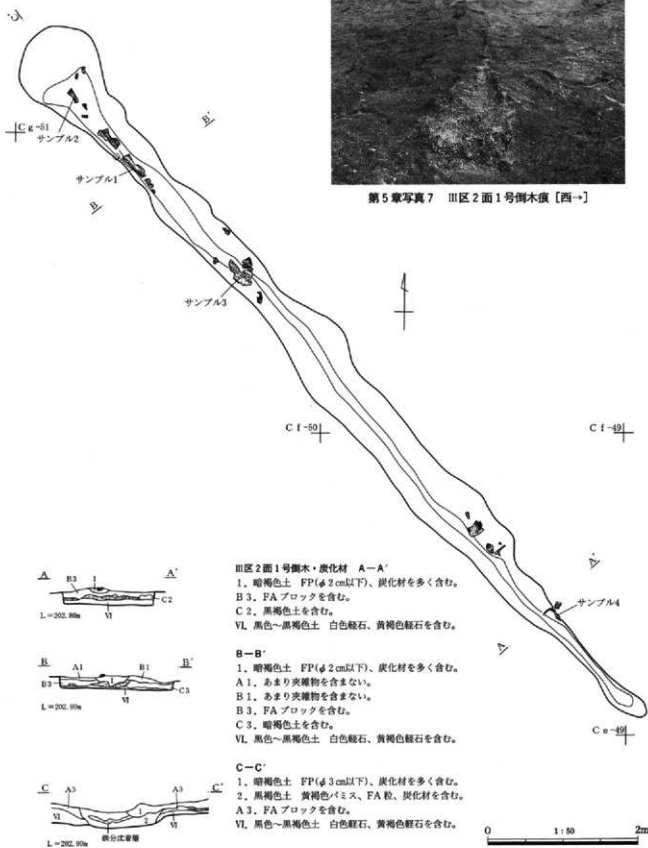 C'
C g-51
サンプル2
B'
サンプル1
B
第5章写真7 Ⅲ区2面1号倒木痕 [西→]
サンプル3
C f-50
C f-49
A'
サンプル4
A
C e-49
0 1:50 2m
A A'
B3 1
C2
L=202.80m Ⅵ
B B'
A1 B1
B3 1 C3
Ⅵ
L=202.80m
C C'
A3 1 A3
Ⅵ 2 Ⅵ
鉄分沈着層
L=202.90m
Ⅲ区2面1号倒木・炭化材 A-A'
1. 暗褐色土 FP(φ2cm以下)、炭化材を多く含む。
B3. FAブロックを含む。
C2. 黒褐色土を含む。
Ⅵ. 黒色〜黒褐色土 白色軽石、黄褐色軽石を含む。
B-B'
1. 暗褐色土 FP(φ2cm以下)、炭化材を多く含む。
A1. あまり夾雑物を含まない。
B1. あまり夾雑物を含まない。
B3. FAブロックを含む。
C3. 暗褐色土を含む。
Ⅵ. 黒色〜黒褐色土 白色軽石、黄褐色軽石を含む。
C-C'
1. 暗褐色土 FP(φ3cm以下)、炭化材を多く含む。
2. 黒褐色土 黄褐色パミス、FA粒、炭化材を含む。
A3. FAブロックを含む。
Ⅵ. 黒色〜黒褐色土 白色軽石、黄褐色軽石を含む。